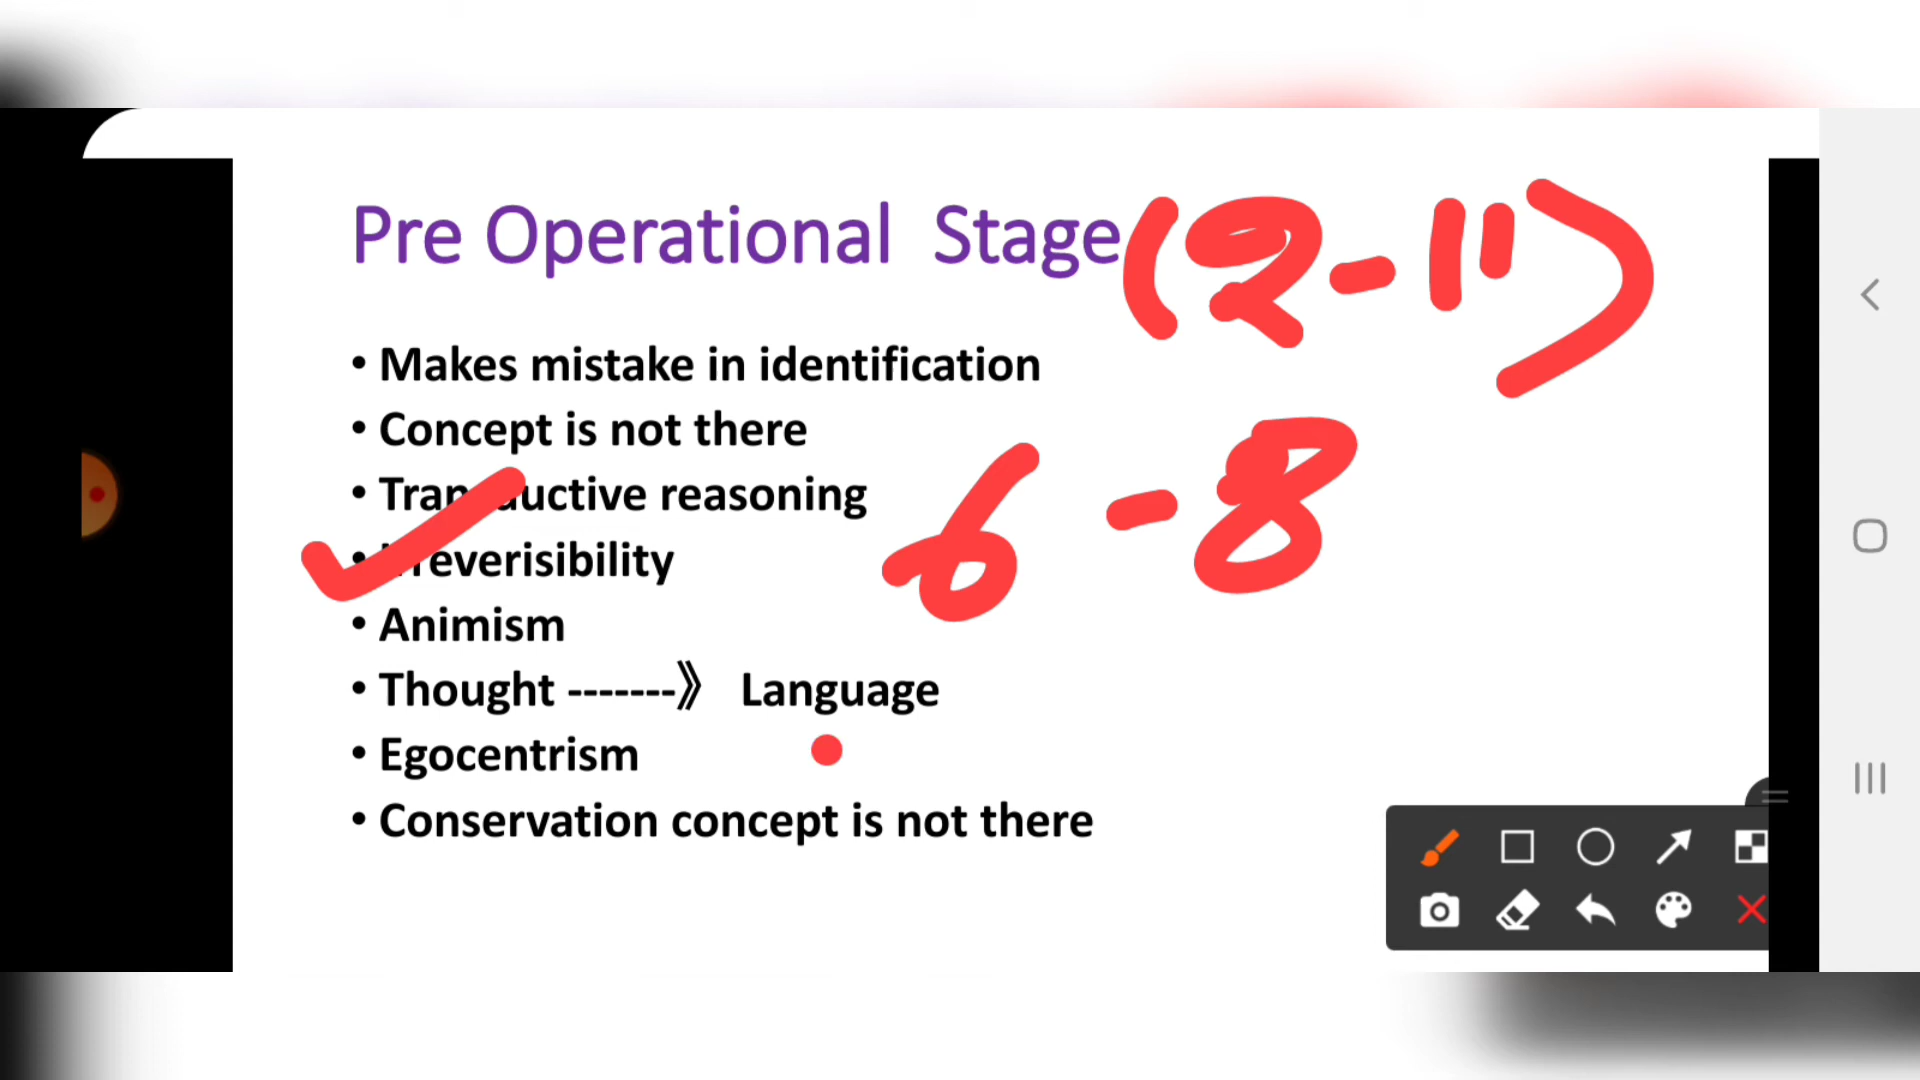 Pre Operational Stage (2-11)
• Makes mistake in identification
• Concept is not there
• Transductive reasoning
6 - 8
• Irreverisibility
• Animism
• Thought -------》 Language
• Egocentrism
• Conservation concept is not there